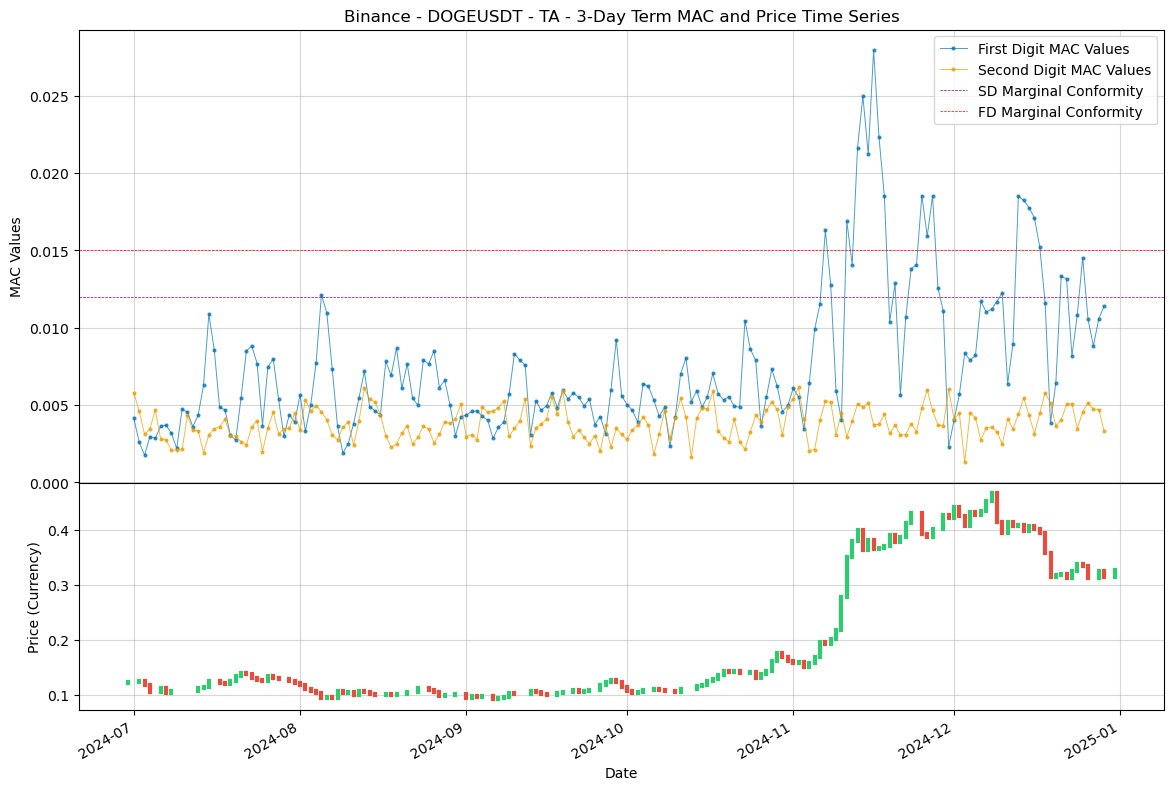 Binance - DOGEUSDT - TA - 3-Day Term MAC and Price Time Series
First Digit MAC Values
Second Digit MAC Values
SD Marginal Conformity
FD Marginal Conformity
MAC Values
0.025
0.020
0.015
0.010
0.005
0.000
Price (Currency)
0.4
0.3
0.2
0.1
2024-07
2024-08
2024-09
2024-10
2024-11
2024-12
2025-01
Date